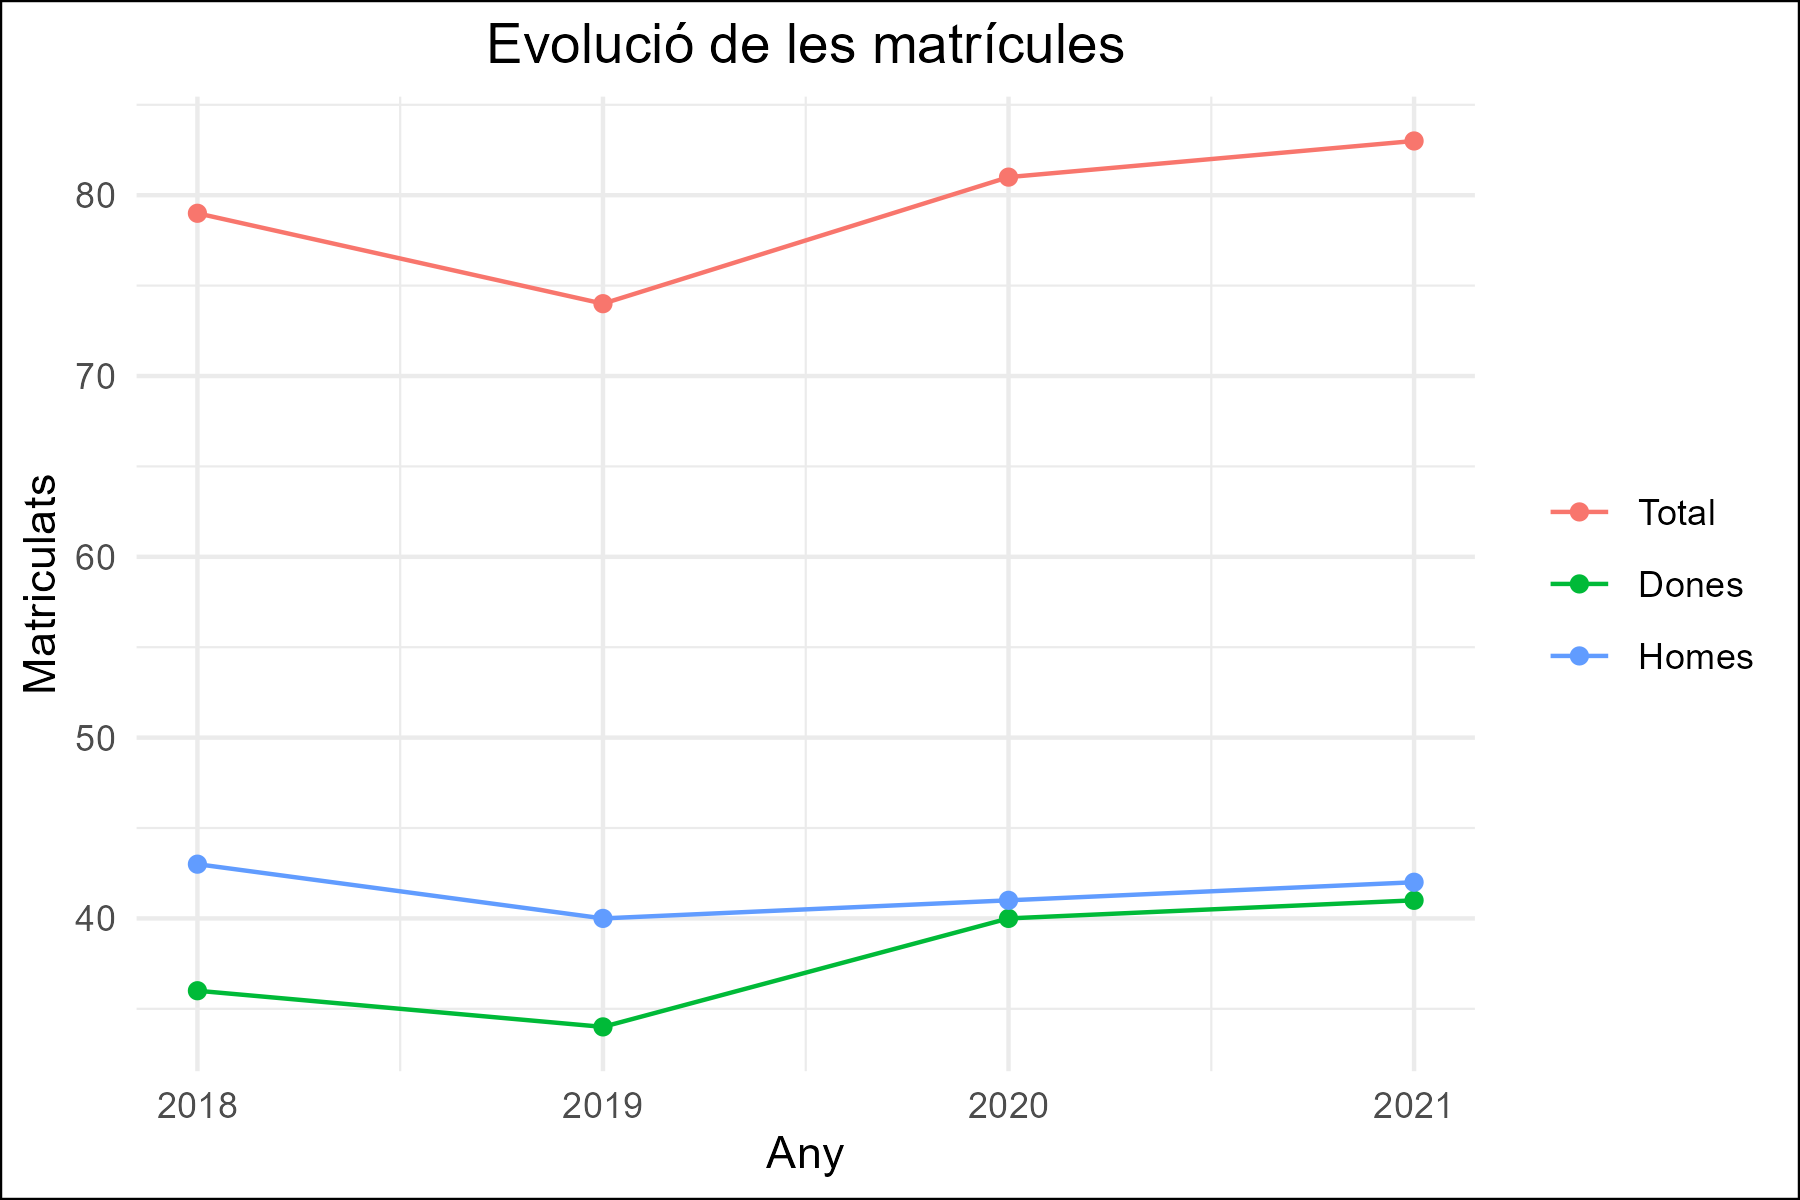 Evolució de les matrícules
Matriculats
80
70
60
50
40
2018
2019
2020
2021
Any
Total
Dones
Homes